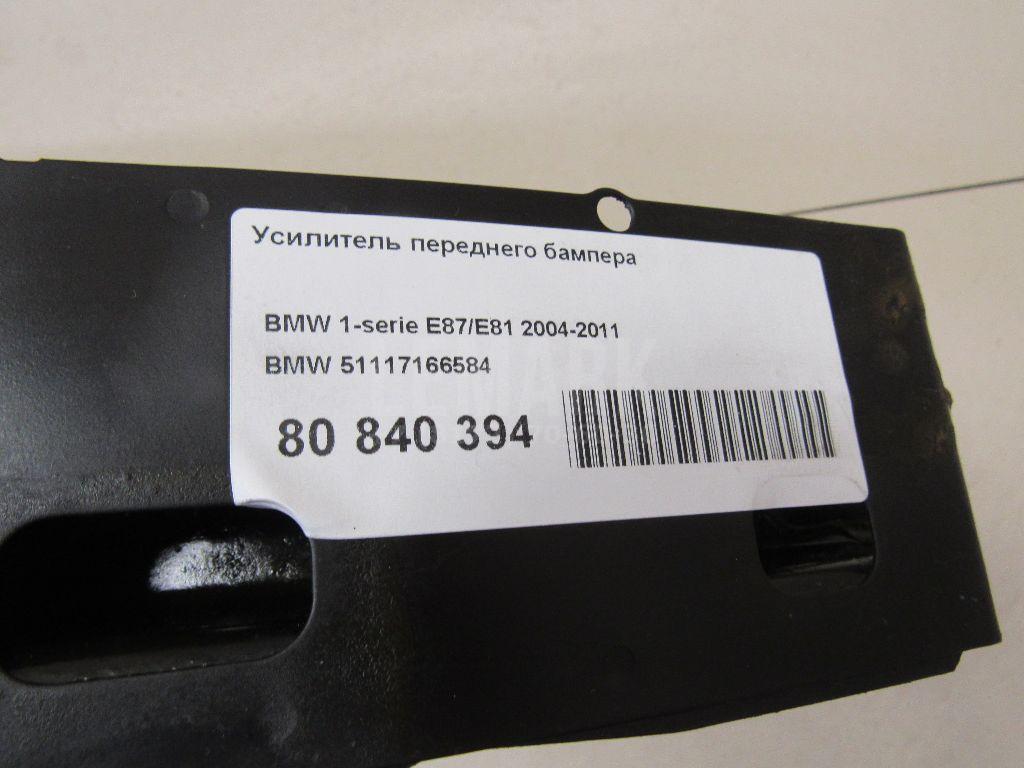 Усилитель переднего бампера
BMW 1-serie E87/E81 2004-2011
BMW 51117166584
80 840 394